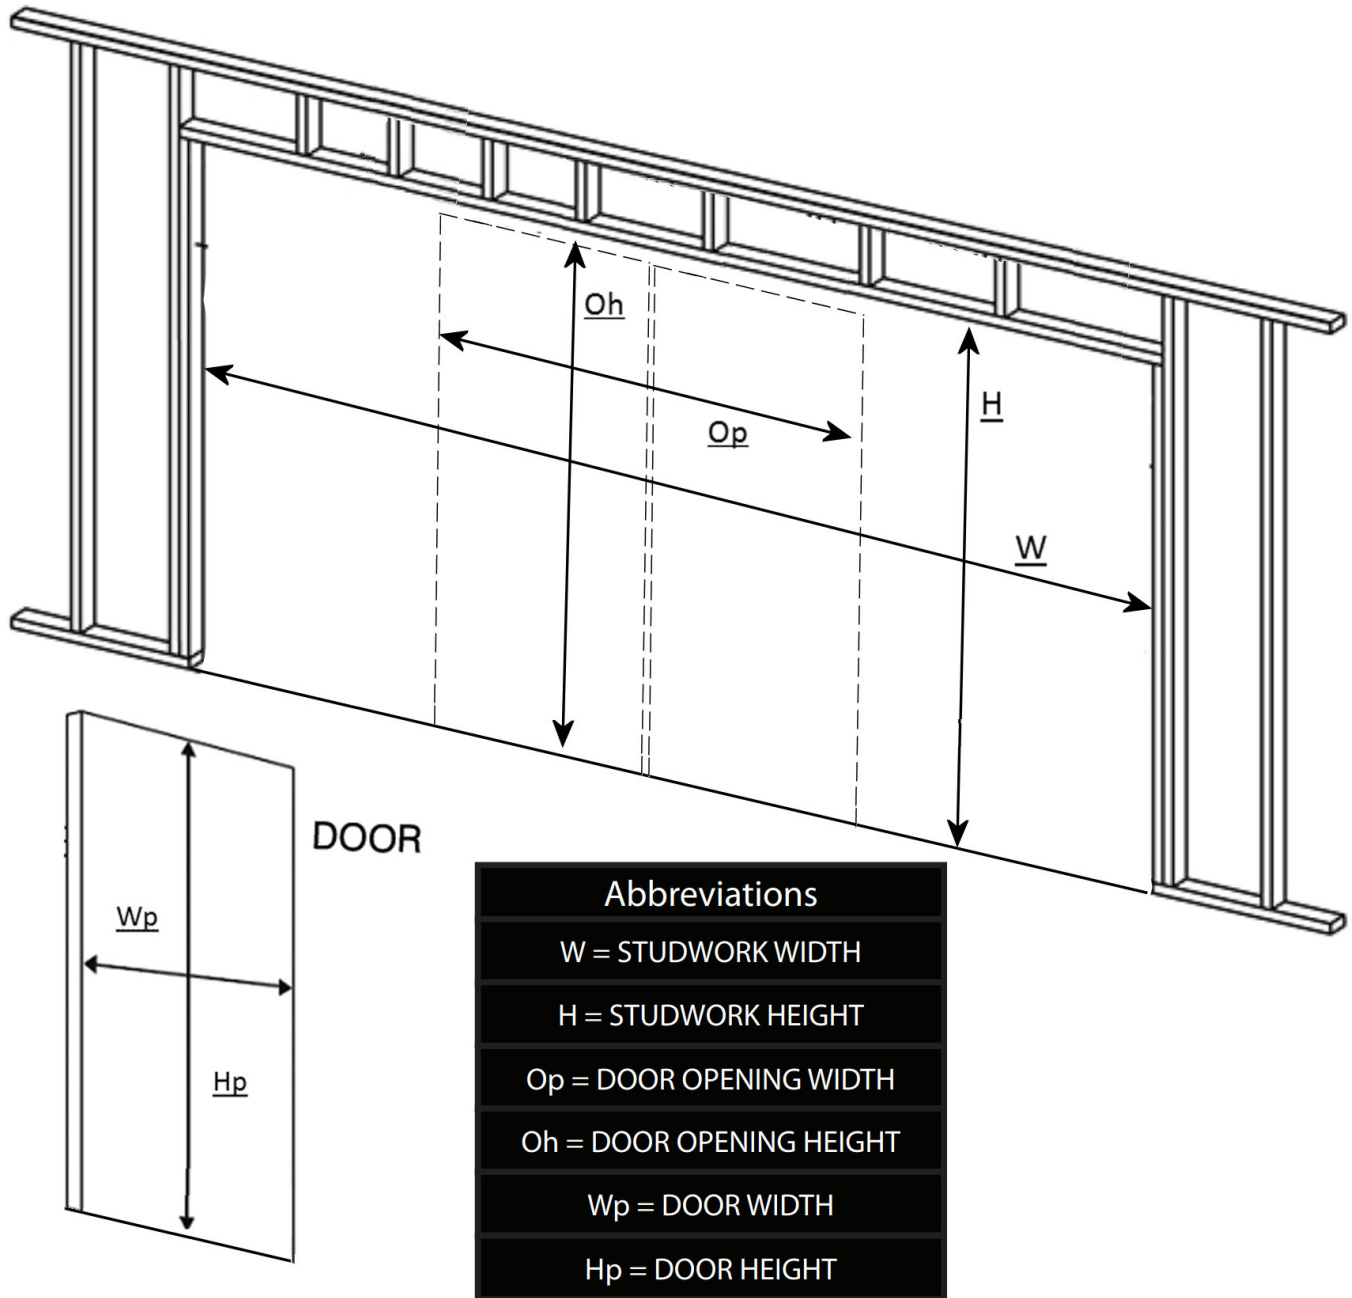 Oh
Op
H
W
DOOR
Wp
Hp
Abbreviations
W = STUDWORK WIDTH
H = STUDWORK HEIGHT
Op = DOOR OPENING WIDTH
Oh = DOOR OPENING HEIGHT
Wp = DOOR WIDTH
Hp = DOOR HEIGHT